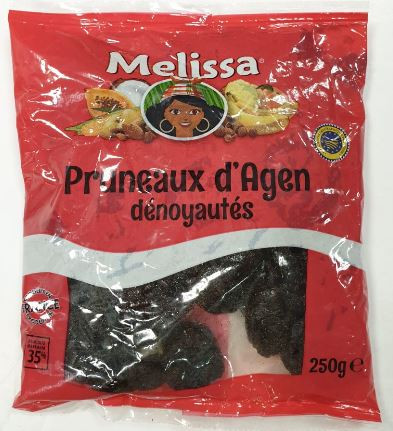 Melissa
Pruneaux d'Agen
dénoyautés
35%
250g e